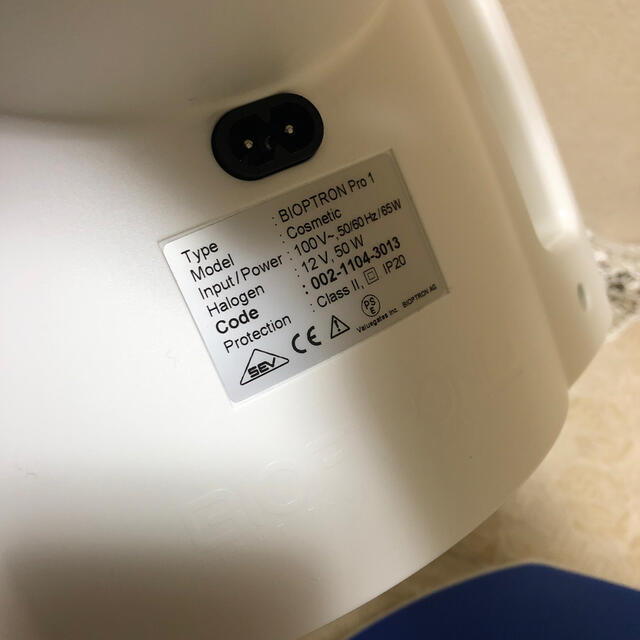 Type : BIOPTRON Pro 1
Model : Cosmetic
Input/Power : 100 V~, 50/60 Hz / 65W
Halogen : 12 V, 50 W
Code : 002-1104-3013
Protection : Class II, IP20
SEV CE PSE Valuegates Inc. BIOPTRON AG